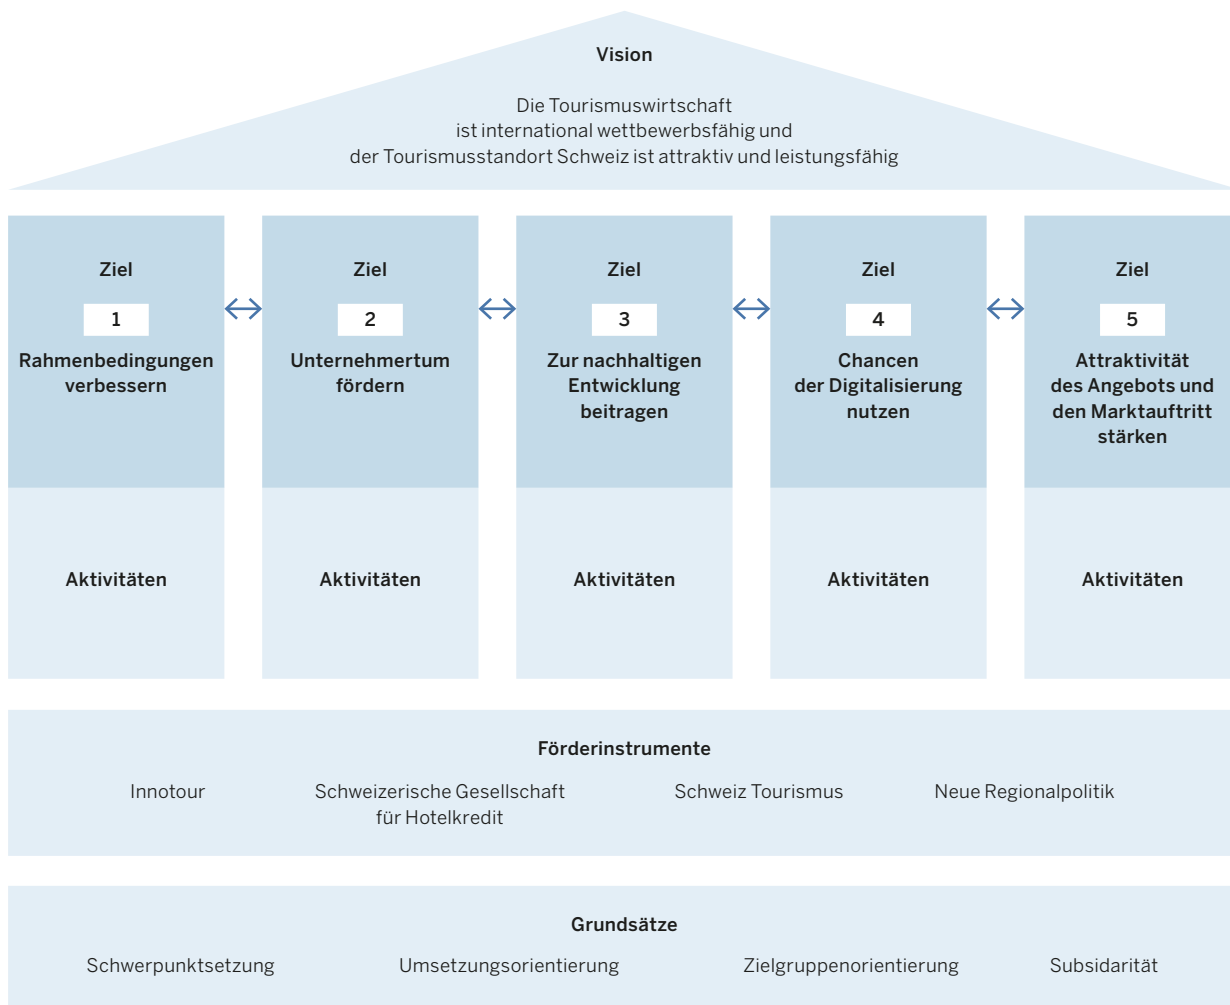 Vision
Die Tourismuswirtschaft
ist international wettbewerbsfähig und
der Tourismusstandort Schweiz ist attraktiv und leistungsfähig
Ziel
1
Rahmenbedingungen
verbessern
Ziel
2
Unternehmertum
fördern
Ziel
3
Zur nachhaltigen
Entwicklung
beitragen
Ziel
4
Chancen
der Digitalisierung
nutzen
Ziel
5
Attraktivität
des Angebots und
den Marktauftritt
stärken
Aktivitäten
Aktivitäten
Aktivitäten
Aktivitäten
Aktivitäten
Förderinstrumente
Innotour
Schweizerische Gesellschaft
für Hotelkredit
Schweiz Tourismus
Neue Regionalpolitik
Grundsätze
Schwerpunktsetzung
Umsetzungsorientierung
Zielgruppenorientierung
Subsidarität